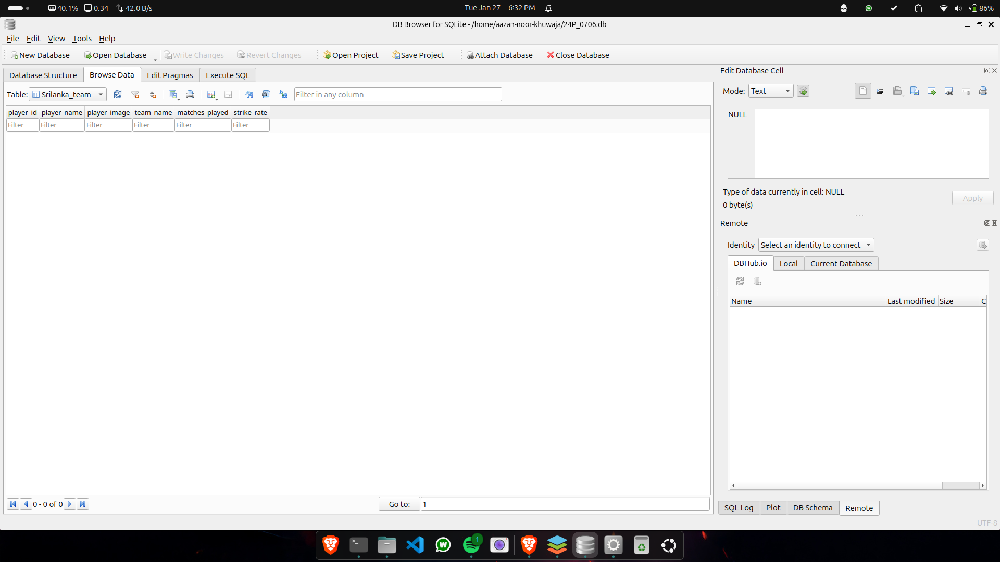 40.1% 0.34 42.0 B/s Tue Jan 27 6:32 PM 86%
DB Browser for SQLite - /home/aazan-noor-khuwaja/24P_0706.db
File Edit View Tools Help
New Database Open Database Write Changes Revert Changes Open Project Save Project Attach Database Close Database
Database Structure Browse Data Edit Pragmas Execute SQL
Table: Srilanka_team Filter in any column
player_id player_name player_image team_name matches_played strike_rate
Filter Filter Filter Filter Filter Filter
0 - 0 of 0 Go to: 1
Edit Database Cell
Mode: Text
NULL
Type of data currently in cell: NULL
0 byte(s)
Apply
Remote
Identity Select an identity to connect
DBHub.io Local Current Database
Name Last modified Size C
SQL Log Plot DB Schema Remote
UTF-8
>_ 1